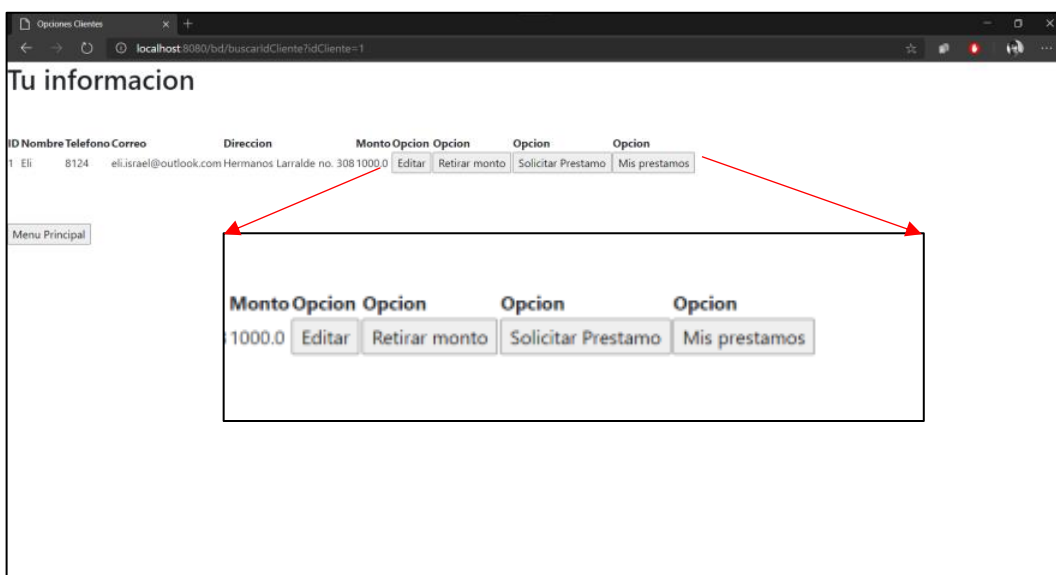 Opciones Clientes
localhost:8080/bd/buscarIdCliente?idCliente=1
Tu informacion
ID Nombre Telefono Correo Direccion Monto Opcion Opcion Opcion Opcion
1 Eli 8124 eli.israel@outlook.com Hermanos Larralde no. 308 1000.0 Editar Retirar monto Solicitar Prestamo Mis prestamos
Menu Principal
Monto Opcion Opcion Opcion Opcion
1000.0 Editar Retirar monto Solicitar Prestamo Mis prestamos